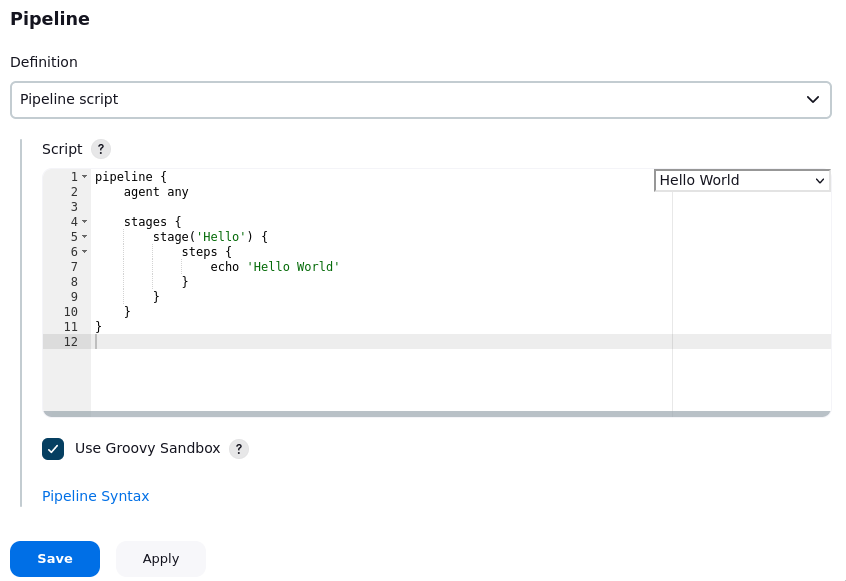 Pipeline
Definition
Pipeline script
Script ?
Hello World
1 pipeline {
2     agent any
3
4     stages {
5         stage('Hello') {
6             steps {
7                 echo 'Hello World'
8             }
9         }
10     }
11 }
12
Use Groovy Sandbox ?
Pipeline Syntax
Save Apply